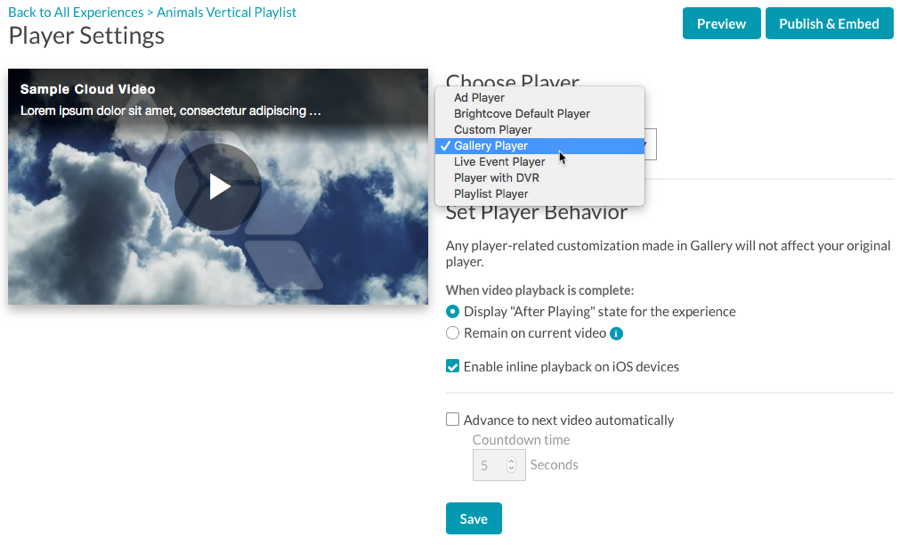 Back to All Experiences > Animals Vertical Playlist
Player Settings
Preview
Publish & Embed
Sample Cloud Video
Lorem ipsum dolor sit amet, consectetur adipiscing ...
Choose Player
Ad Player
Brightcove Default Player
Custom Player
✓ Gallery Player
Live Event Player
Player with DVR
Playlist Player
Set Player Behavior
Any player-related customization made in Gallery will not affect your original
player.
When video playback is complete:
Display "After Playing" state for the experience
Remain on current video i
Enable inline playback on iOS devices
Advance to next video automatically
Countdown time
5 Seconds
Save